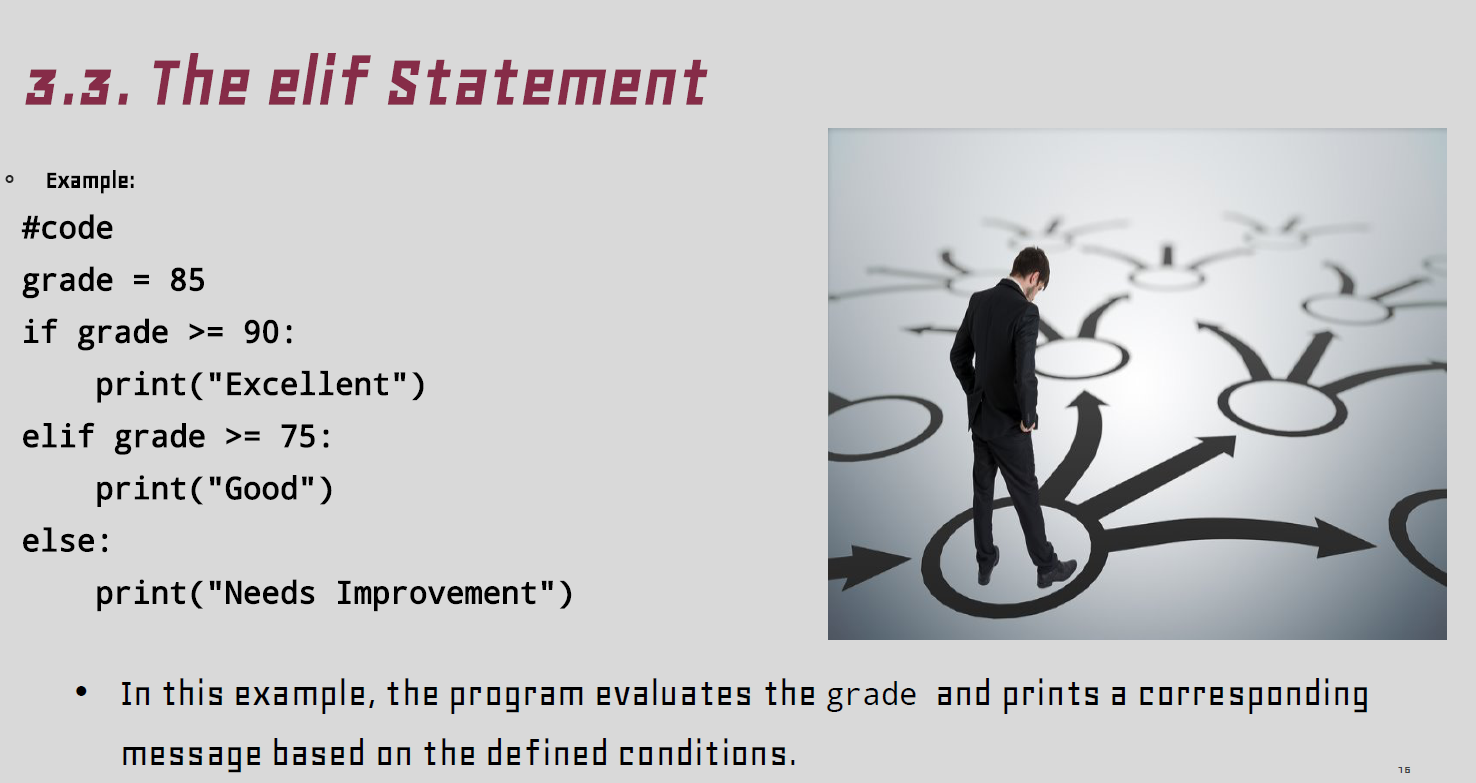 3.3. The elif Statement
Example:
#code
grade = 85
if grade >= 90:
    print("Excellent")
elif grade >= 75:
    print("Good")
else:
    print("Needs Improvement")
• In this example, the program evaluates the grade and prints a corresponding
message based on the defined conditions.
16